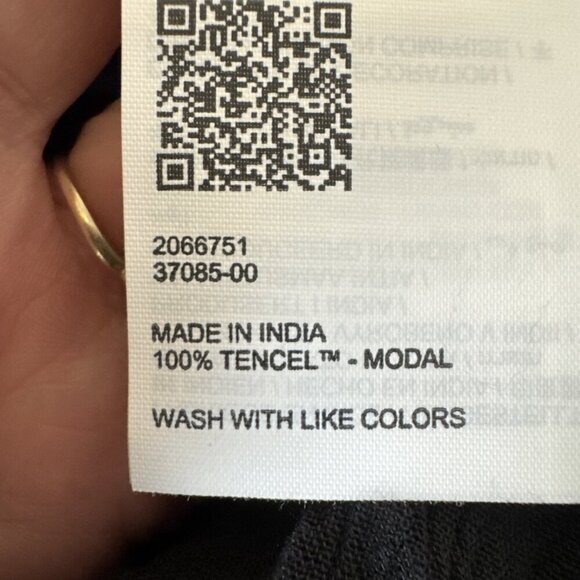 2066751
37085-00
MADE IN INDIA
100% TENCEL™ - MODAL
WASH WITH LIKE COLORS